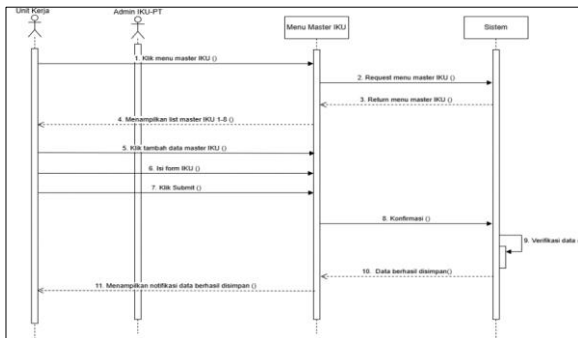 Unit Kerja
Admin IKU-PT
Menu Master IKU
Sistem
1. Klik menu master IKU ()
2. Request menu master IKU ()
3. Return menu master IKU ()
4. Menampilkan list master IKU 1-8 ()
5. Klik tambah data master IKU ()
6. Isi form IKU ()
7. Klik Submit ()
8. Konfirmasi ()
9. Verifikasi data
10. Data berhasil disimpan()
11. Menampilkan notifikasi data berhasil disimpan ()